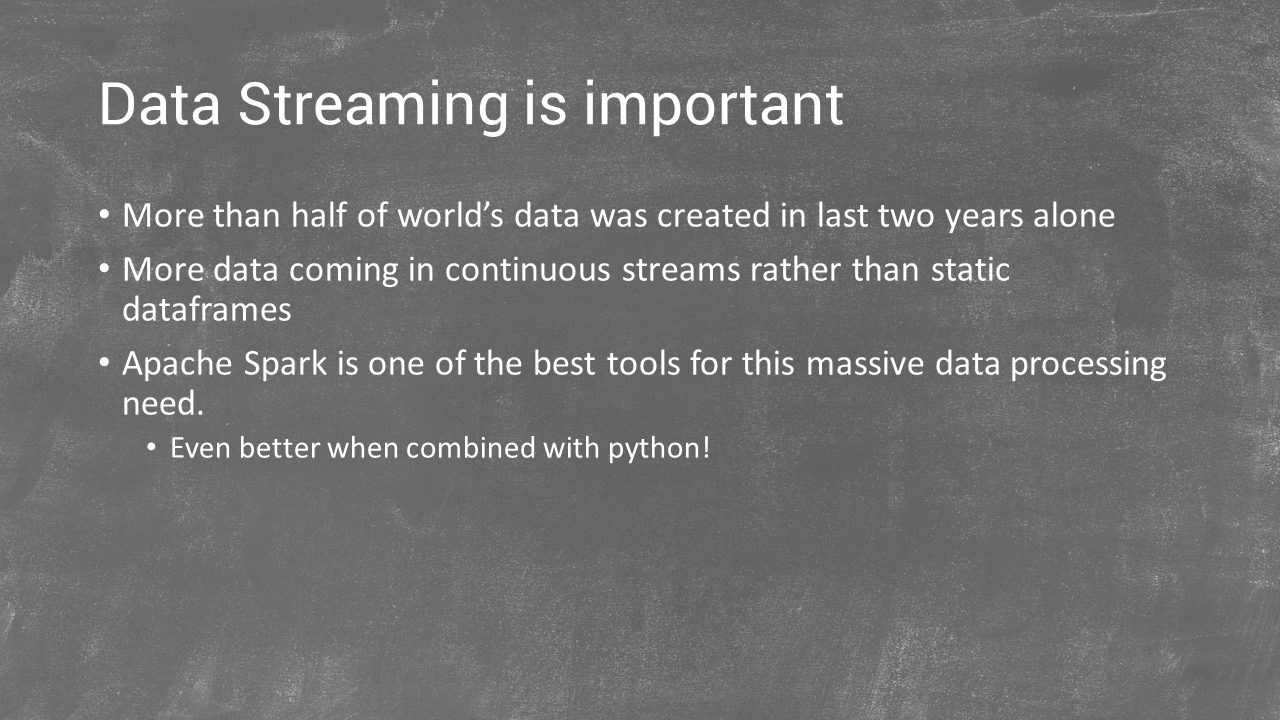 Data Streaming is important
• More than half of world’s data was created in last two years alone
• More data coming in continuous streams rather than static
dataframes
• Apache Spark is one of the best tools for this massive data processing
need.
• Even better when combined with python!